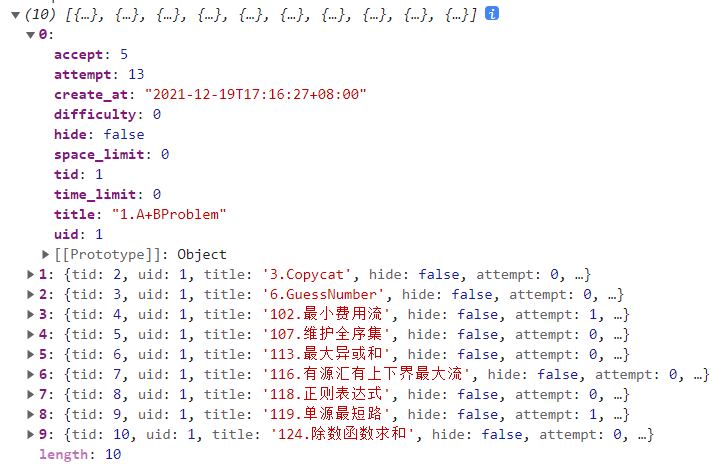 (10) [{…}, {…}, {…}, {…}, {…}, {…}, {…}, {…}, {…}, {…}] i
0:
accept: 5
attempt: 13
create_at: "2021-12-19T17:16:27+08:00"
difficulty: 0
hide: false
space_limit: 0
tid: 1
time_limit: 0
title: "1.A+BProblem"
uid: 1
[[Prototype]]: Object
1: {tid: 2, uid: 1, title: '3.Copycat', hide: false, attempt: 0, …}
2: {tid: 3, uid: 1, title: '6.GuessNumber', hide: false, attempt: 0, …}
3: {tid: 4, uid: 1, title: '102.最小费用流', hide: false, attempt: 1, …}
4: {tid: 5, uid: 1, title: '107.维护全序集', hide: false, attempt: 0, …}
5: {tid: 6, uid: 1, title: '113.最大异或和', hide: false, attempt: 0, …}
6: {tid: 7, uid: 1, title: '116.有源汇有上下界最大流', hide: false, attempt: 0, …}
7: {tid: 8, uid: 1, title: '118.正则表达式', hide: false, attempt: 0, …}
8: {tid: 9, uid: 1, title: '119.单源最短路', hide: false, attempt: 1, …}
9: {tid: 10, uid: 1, title: '124.除数函数求和', hide: false, attempt: 0, …}
length: 10